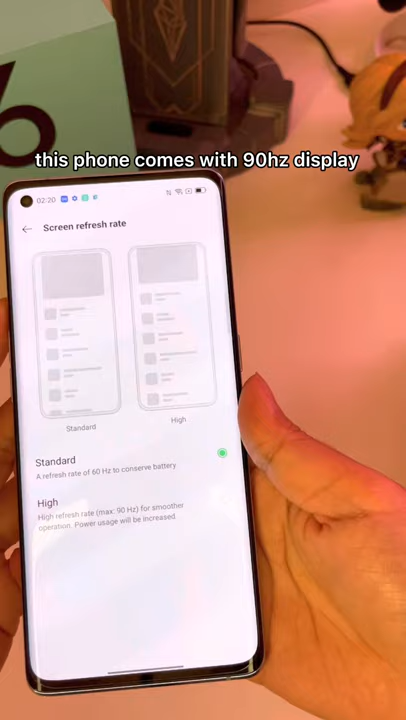 6
this phone comes with 90hz display
02:20
Screen refresh rate
Standard
High
Standard
A refresh rate of 60 Hz to conserve battery
High
High refresh rate (max: 90 Hz) for smoother
operation. Power usage will be increased.